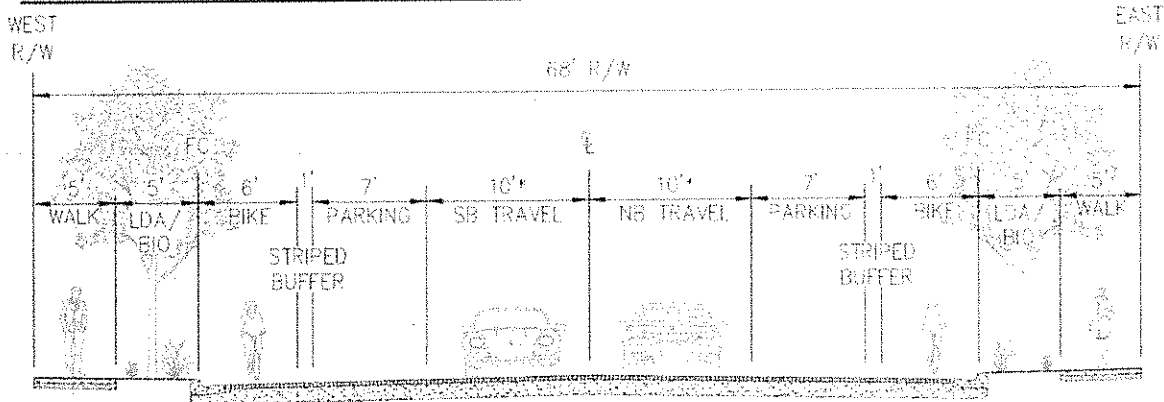 WEST
R/W
EAST
R/W
68' R/W
FC
℄
5'
WALK
5'
LDA/
BIO
6'
BIKE
1'
STRIPED
BUFFER
7'
PARKING
10'*
SB TRAVEL
10'*
NB TRAVEL
7'
PARKING
1'
STRIPED
BUFFER
6'
BIKE
5'
LDA/
BIO
5'
WALK